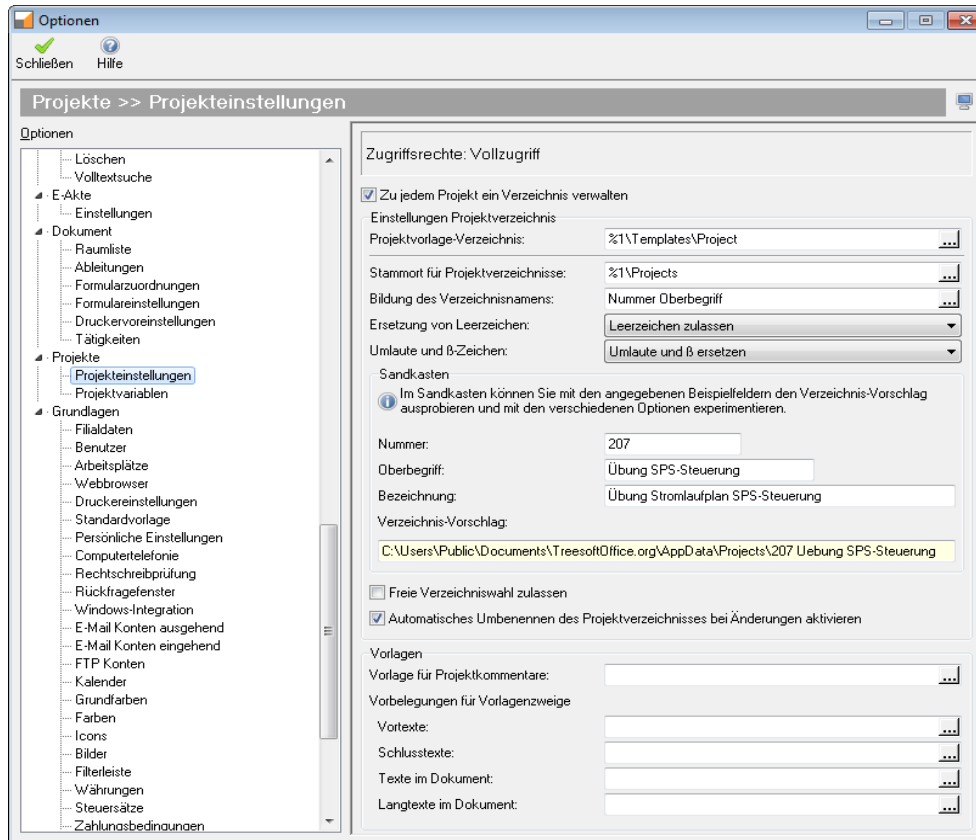 Optionen
Schließen Hilfe
Projekte >> Projekteinstellungen
Optionen
Löschen
Volltextsuche
E-Akte
Einstellungen
Dokument
Raumliste
Ableitungen
Formularzuordnungen
Formulareinstellungen
Druckervoreinstellungen
Tätigkeiten
Projekte
Projekteinstellungen
Projektvariablen
Grundlagen
Filialdaten
Benutzer
Arbeitsplätze
Webbrowser
Druckereinstellungen
Standardvorlage
Persönliche Einstellungen
Computertelefonie
Rechtschreibprüfung
Rückfragefenster
Windows-Integration
E-Mail Konten ausgehend
E-Mail Konten eingehend
FTP Konten
Kalender
Grundfarben
Farben
Icons
Bilder
Filterleiste
Währungen
Steuersätze
Zahlungsbedingungen
Zugriffsrechte: Vollzugriff
Zu jedem Projekt ein Verzeichnis verwalten
Einstellungen Projektverzeichnis
Projektvorlage-Verzeichnis: %1\Templates\Project ...
Stammort für Projektverzeichnisse: %1\Projects ...
Bildung des Verzeichnisnamens: Nummer Oberbegriff ...
Ersetzung von Leerzeichen: Leerzeichen zulassen
Umlaute und ß-Zeichen: Umlaute und ß ersetzen
Sandkasten
Im Sandkasten können Sie mit den angegebenen Beispielfeldern den Verzeichnis-Vorschlag
ausprobieren und mit den verschiedenen Optionen experimentieren.
Nummer: 207
Oberbegriff: Übung SPS-Steuerung
Bezeichnung: Übung Stromlaufplan SPS-Steuerung
Verzeichnis-Vorschlag:
C:\Users\Public\Documents\TreesoftOffice.org\AppData\Projects\207 Uebung SPS-Steuerung
Freie Verzeichniswahl zulassen
Automatisches Umbenennen des Projektverzeichnisses bei Änderungen aktivieren
Vorlagen
Vorlage für Projektkommentare: ...
Vorbelegungen für Vorlagenzweige
Vortexte: ...
Schlusstexte: ...
Texte im Dokument: ...
Langtexte im Dokument: ...